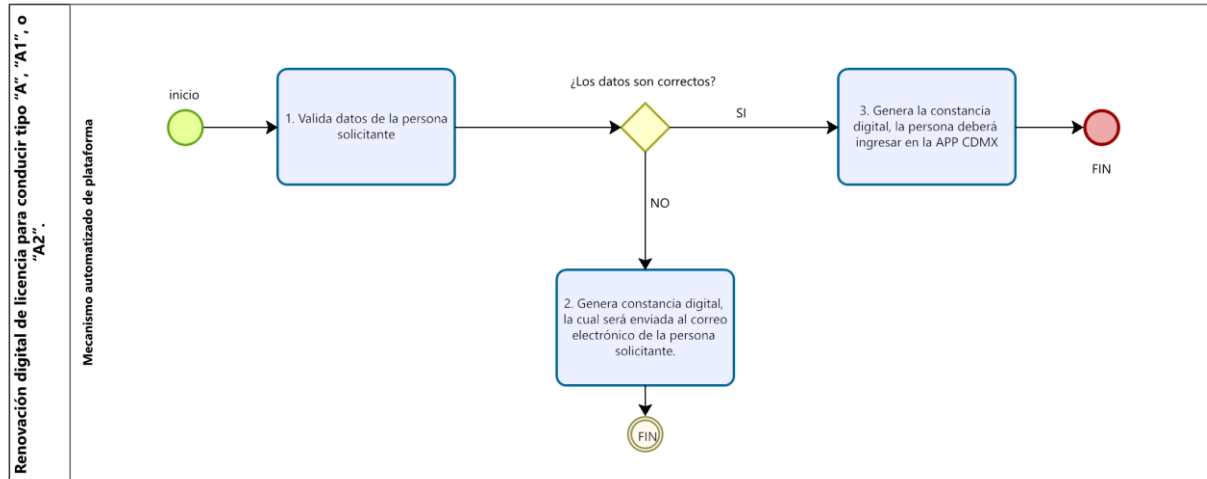 Renovación digital de licencia para conducir tipo “A”, “A1”, o
“A2”.
Mecanismo automatizado de plataforma
inicio
1. Valida datos de la persona
solicitante
¿Los datos son correctos?
SI
3. Genera la constancia
digital, la persona deberá
ingresar en la APP CDMX
FIN
NO
2. Genera constancia digital,
la cual será enviada al correo
electrónico de la persona
solicitante.
FIN